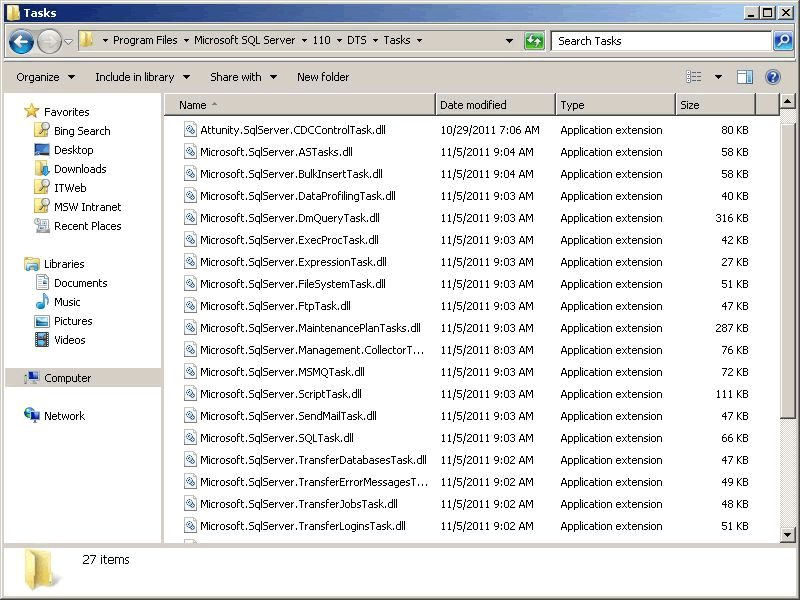 Tasks
Program Files Microsoft SQL Server 110 DTS Tasks Search Tasks
Organize Include in library Share with New folder
Favorites
Bing Search
Desktop
Downloads
ITWeb
MSW Intranet
Recent Places
Libraries
Documents
Music
Pictures
Videos
Computer
Network
Name Date modified Type Size
Attunity.SqlServer.CDCControlTask.dll 10/29/2011 7:06 AM Application extension 80 KB
Microsoft.SqlServer.ASTasks.dll 11/5/2011 9:04 AM Application extension 58 KB
Microsoft.SqlServer.BulkInsertTask.dll 11/5/2011 9:04 AM Application extension 58 KB
Microsoft.SqlServer.DataProfilingTask.dll 11/5/2011 9:03 AM Application extension 40 KB
Microsoft.SqlServer.DmQueryTask.dll 11/5/2011 9:03 AM Application extension 316 KB
Microsoft.SqlServer.ExecProcTask.dll 11/5/2011 9:03 AM Application extension 42 KB
Microsoft.SqlServer.ExpressionTask.dll 11/5/2011 9:03 AM Application extension 27 KB
Microsoft.SqlServer.FileSystemTask.dll 11/5/2011 9:03 AM Application extension 51 KB
Microsoft.SqlServer.FtpTask.dll 11/5/2011 9:03 AM Application extension 47 KB
Microsoft.SqlServer.MaintenancePlanTasks.dll 11/5/2011 9:03 AM Application extension 287 KB
Microsoft.SqlServer.Management.CollectorT... 11/5/2011 8:03 AM Application extension 76 KB
Microsoft.SqlServer.MSMQTask.dll 11/5/2011 9:03 AM Application extension 72 KB
Microsoft.SqlServer.ScriptTask.dll 11/5/2011 9:03 AM Application extension 111 KB
Microsoft.SqlServer.SendMailTask.dll 11/5/2011 9:03 AM Application extension 47 KB
Microsoft.SqlServer.SQLTask.dll 11/5/2011 9:03 AM Application extension 66 KB
Microsoft.SqlServer.TransferDatabasesTask.dll 11/5/2011 9:02 AM Application extension 47 KB
Microsoft.SqlServer.TransferErrorMessagesT... 11/5/2011 9:02 AM Application extension 49 KB
Microsoft.SqlServer.TransferJobsTask.dll 11/5/2011 9:02 AM Application extension 48 KB
Microsoft.SqlServer.TransferLoginsTask.dll 11/5/2011 9:02 AM Application extension 51 KB
27 items